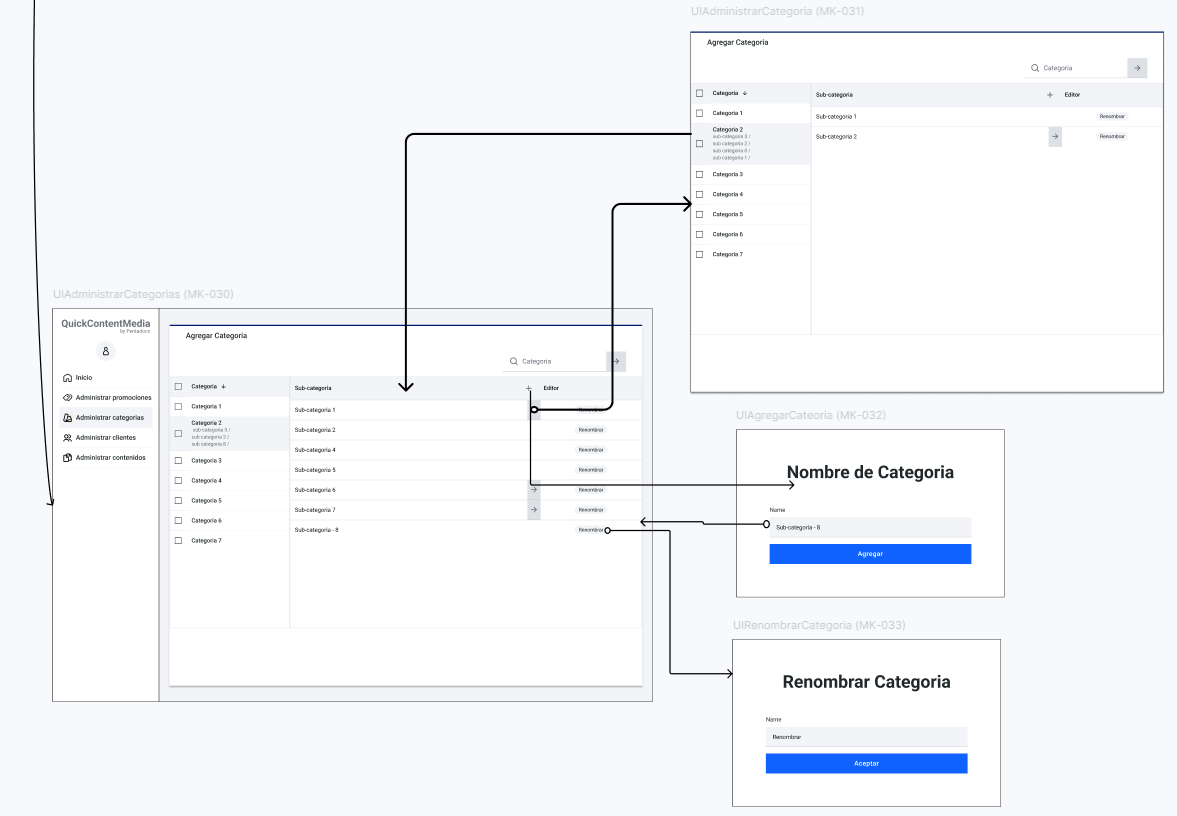 UIAdministrarCategoria (MK-031)
Agregar Categoria
Categoria
Categoria
Sub-categoria
Editor
Categoria 1
Sub-categoria 1
Renombrar
Categoria 2
sub-categoria 3 /
sub categoria 2 /
sub categoria 8 /
sub categoria 1 /
Sub-categoria 2
Renombrar
Categoria 3
Categoria 4
Categoria 5
Categoria 6
Categoria 7
UIAdministrarCategorias (MK-030)
QuickContentMedia
by Pentadocx
Inicio
Administrar promociones
Administrar categorias
Administrar clientes
Administrar contenidos
Agregar Categoria
Categoria
Categoria
Sub-categoria
Editor
Categoria 1
Sub-categoria 1
Renombrar
Categoria 2
sub-categoria 3 /
sub categoria 2 /
sub categoria 8 /
Sub-categoria 2
Renombrar
Sub-categoria 4
Renombrar
Categoria 3
Sub-categoria 5
Renombrar
Categoria 4
Sub-categoria 6
Renombrar
Categoria 5
Sub-categoria 7
Renombrar
Categoria 6
Sub-categoria - 8
Renombrar
Categoria 7
UIAgregarCateoria (MK-032)
Nombre de Categoria
Name
Sub-categoria - 8
Agregar
UIRenombrarCategoria (MK-033)
Renombrar Categoria
Name
Renombrar
Aceptar